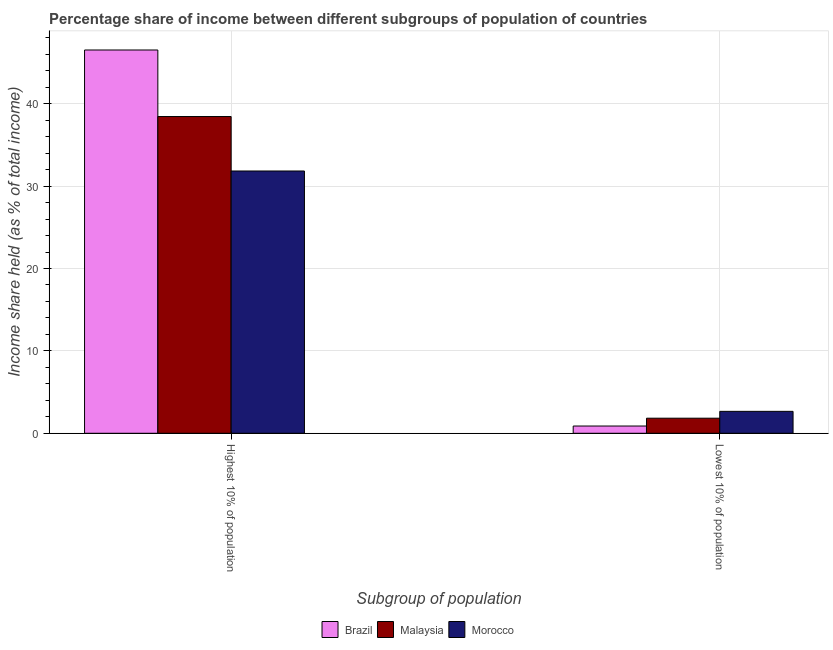 Percentage share of income between different subgroups of population of countries
Income share held (as % of total income)
40
30
20
10
0
Highest 10% of population
Lowest 10% of population
Subgroup of population
Brazil
Malaysia
Morocco